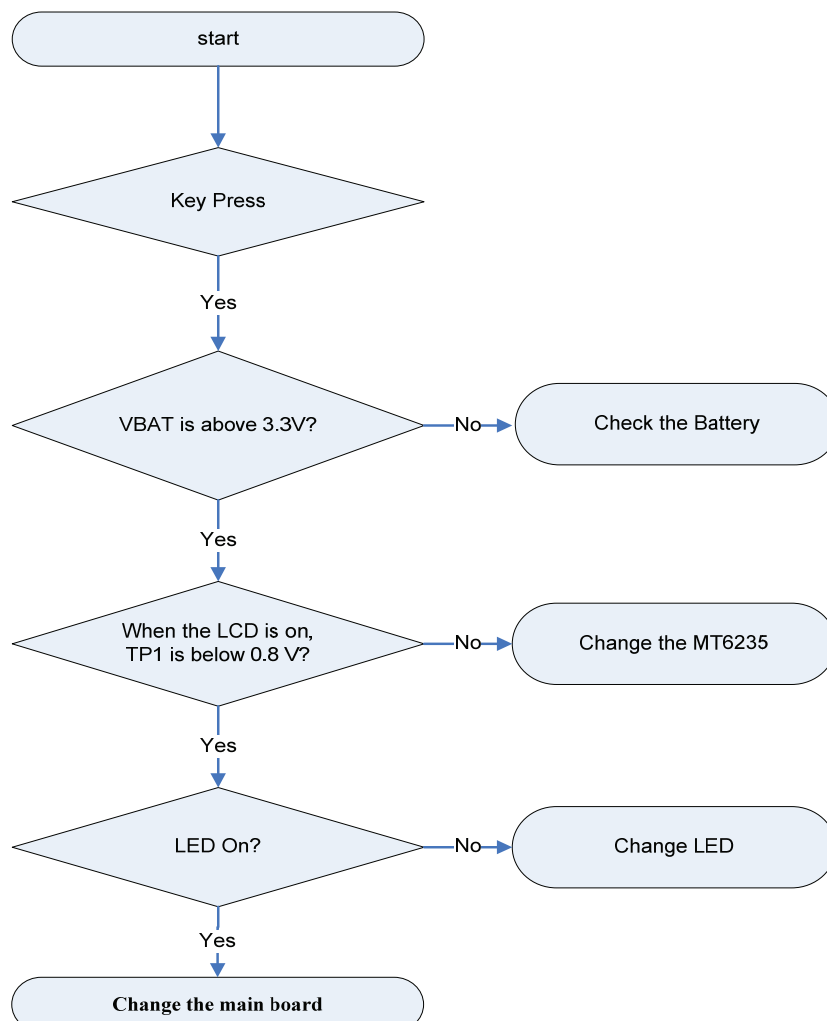 start
Key Press
Yes
VBAT is above 3.3V?
No
Check the Battery
Yes
When the LCD is on,
TP1 is below 0.8 V?
No
Change the MT6235
Yes
LED On?
No
Change LED
Yes
Change the main board